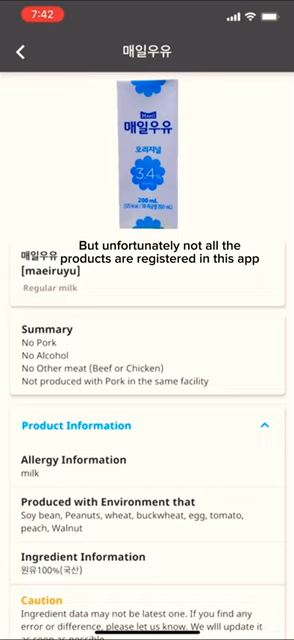 7:42
매일우유
Maeil
매일우유
오리지널
3.4%
200 mL
매일우유
But unfortunately not all the
products are registered in this app
[maeiruyu]
Regular milk
Summary
No Pork
No Alcohol
No Other meat (Beef or Chicken)
Not produced with Pork in the same facility
Product Information
Allergy Information
milk
Produced with Environment that
Soy bean, Peanuts, wheat, buckwheat, egg, tomato,
peach, Walnut
Ingredient Information
원유100%(국산)
Caution
Ingredient data may not be latest one. If you find any
error or difference, please let us know. We will update it
as soon as possible.